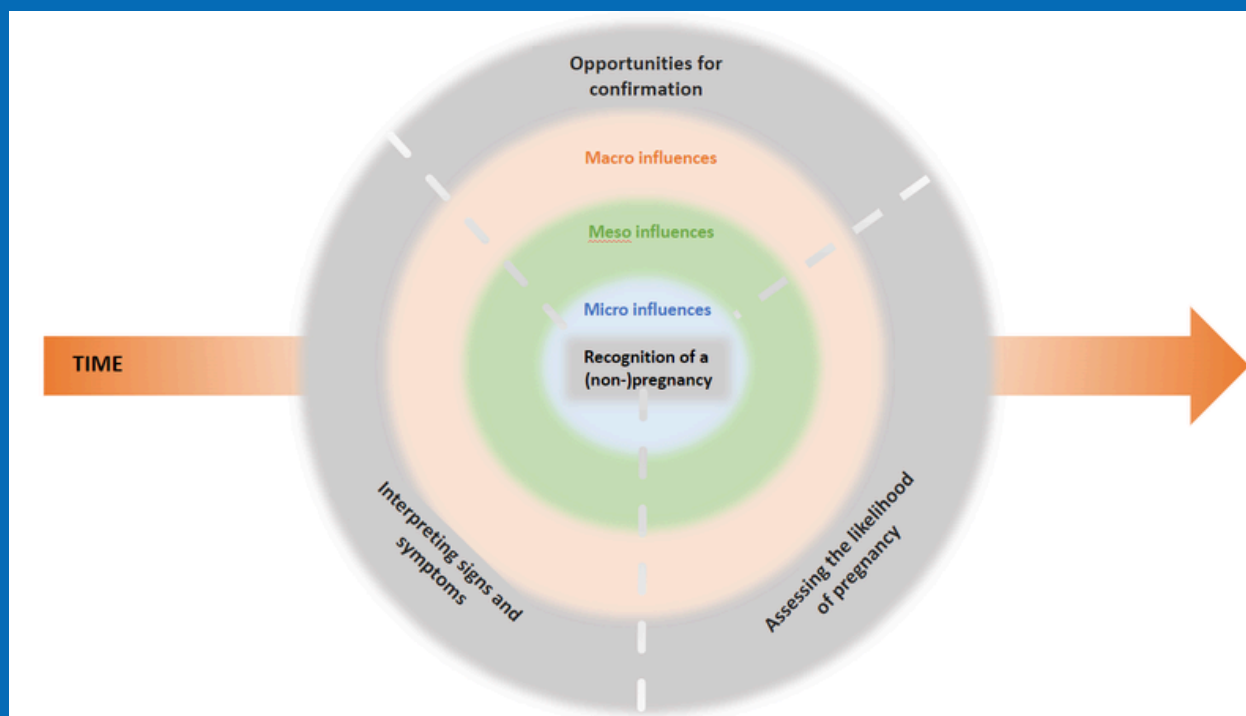 Opportunities for
confirmation
Macro influences
Meso influences
Micro influences
TIME
Recognition of a
(non-)pregnancy
Interpreting signs and
symptoms
Assessing the likelihood
of pregnancy